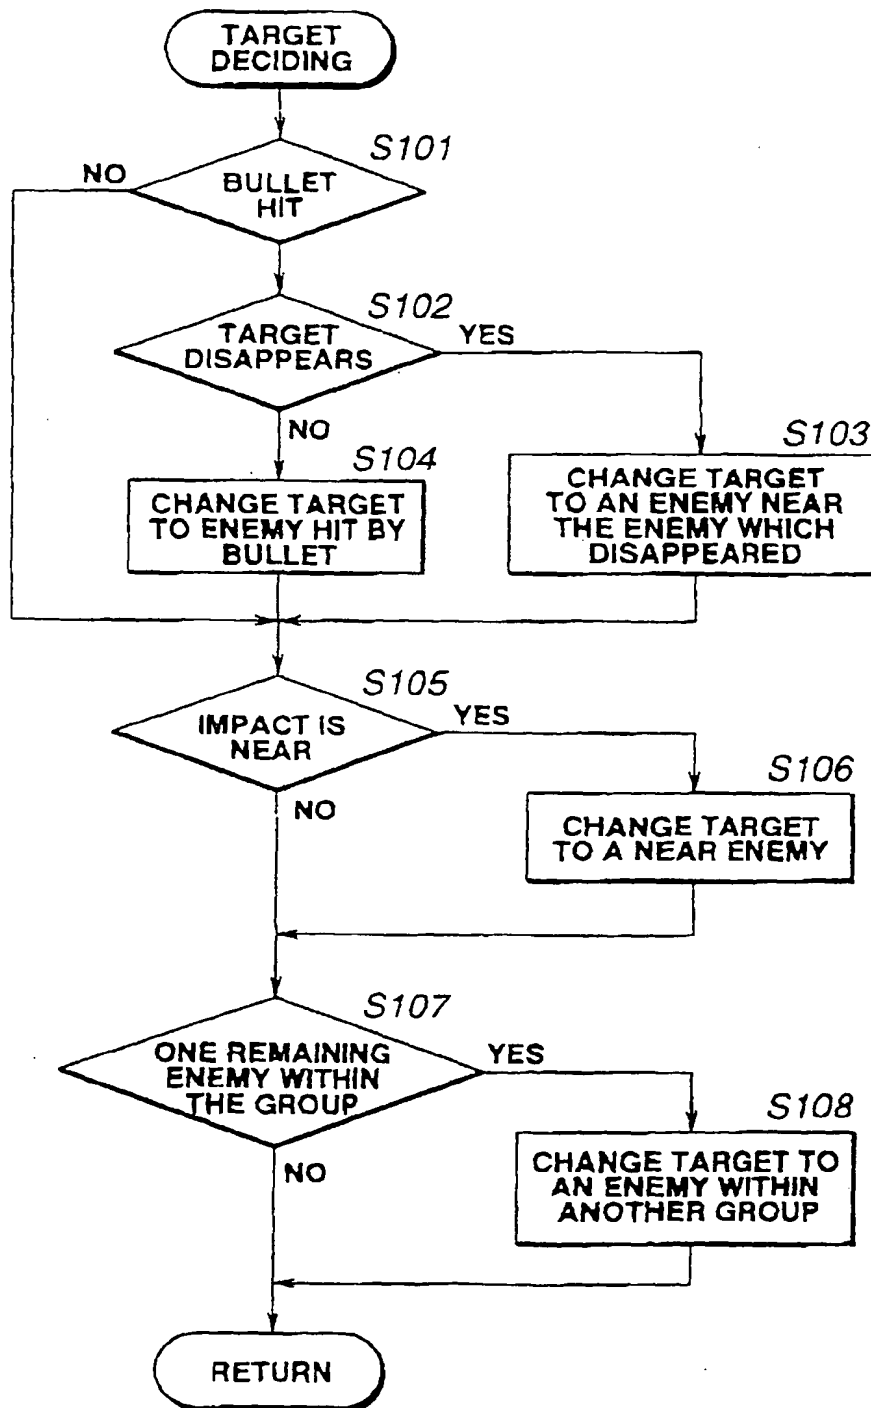 TARGET
DECIDING
S101
NO
BULLET
HIT
S102
TARGET
DISAPPEARS
YES
NO
S103
S104
CHANGE TARGET
TO AN ENEMY NEAR
THE ENEMY WHICH
DISAPPEARED
CHANGE TARGET
TO ENEMY HIT BY
BULLET
S105
IMPACT IS
NEAR
YES
NO
S106
CHANGE TARGET
TO A NEAR ENEMY
S107
ONE REMAINING
ENEMY WITHIN
THE GROUP
YES
NO
S108
CHANGE TARGET TO
AN ENEMY WITHIN
ANOTHER GROUP
RETURN